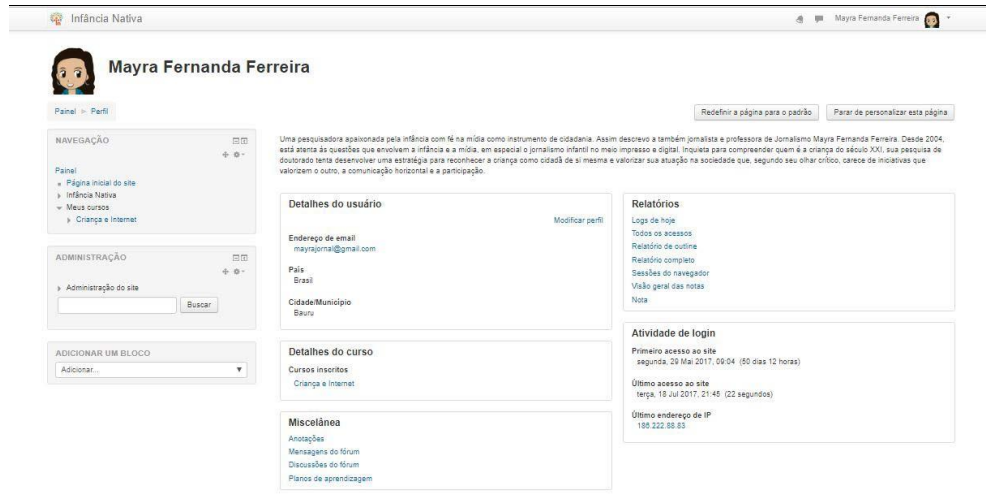 Infância Nativa
Mayra Fernanda Ferreira
Mayra Fernanda Ferreira
Painel ▻ Perfil
Redefinir a página para o padrão
Parar de personalizar esta página
NAVEGAÇÃO
Painel
Página inicial do site
Infância Nativa
Meus cursos
Criança e Internet
ADMINISTRAÇÃO
Administração do site
Buscar
ADICIONAR UM BLOCO
Adicionar...
Uma pesquisadora apaixonada pela infância com fé na mídia como instrumento de cidadania. Assim descrevo a também jornalista e professora de Jornalismo Mayra Fernanda Ferreira. Desde 2004,
está atenta às questões que envolvem a infância e a mídia, em especial o jornalismo infantil no meio impresso e digital. Inquieta para compreender quem é a criança do século XXI, sua pesquisa de
doutorado tenta desenvolver uma estratégia para reconhecer a criança como cidadã de si mesma e valorizar sua atuação na sociedade que, segundo seu olhar crítico, carece de iniciativas que
valorizem o outro, a comunicação horizontal e a participação.
Detalhes do usuário
Modificar perfil
Endereço de email
mayrajornal@gmail.com
País
Brasil
Cidade/Município
Bauru
Detalhes do curso
Cursos inscritos
Criança e Internet
Miscelânea
Anotações
Mensagens do fórum
Discussões do fórum
Planos de aprendizagem
Relatórios
Logs de hoje
Todos os acessos
Relatório de outline
Relatório completo
Sessões do navegador
Visão geral das notas
Nota
Atividade de login
Primeiro acesso ao site
segunda, 29 Mai 2017, 09:04 (50 dias 12 horas)
Último acesso ao site
terça, 18 Jul 2017, 21:45 (22 segundos)
Último endereço de IP
186.222.88.83